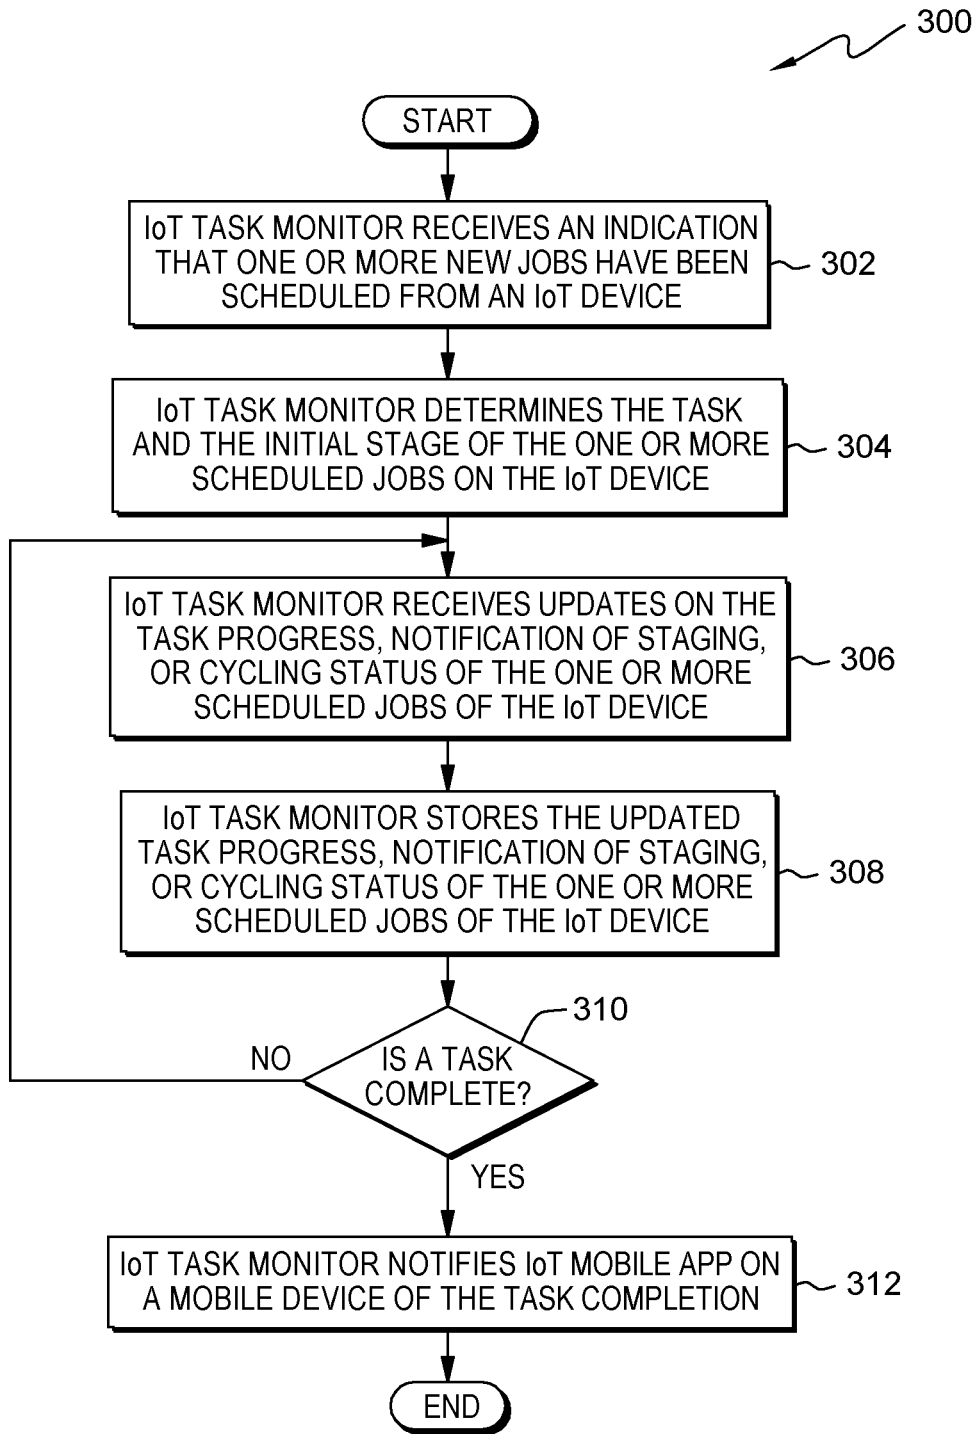 300
START
IoT TASK MONITOR RECEIVES AN INDICATION
THAT ONE OR MORE NEW JOBS HAVE BEEN
SCHEDULED FROM AN IoT DEVICE
302
IoT TASK MONITOR DETERMINES THE TASK
AND THE INITIAL STAGE OF THE ONE OR MORE
SCHEDULED JOBS ON THE IoT DEVICE
304
IoT TASK MONITOR RECEIVES UPDATES ON THE
TASK PROGRESS, NOTIFICATION OF STAGING,
OR CYCLING STATUS OF THE ONE OR MORE
SCHEDULED JOBS OF THE IoT DEVICE
306
IoT TASK MONITOR STORES THE UPDATED
TASK PROGRESS, NOTIFICATION OF STAGING,
OR CYCLING STATUS OF THE ONE OR MORE
SCHEDULED JOBS OF THE IoT DEVICE
308
310
NO
IS A TASK
COMPLETE?
YES
IoT TASK MONITOR NOTIFIES IoT MOBILE APP ON
A MOBILE DEVICE OF THE TASK COMPLETION
312
END